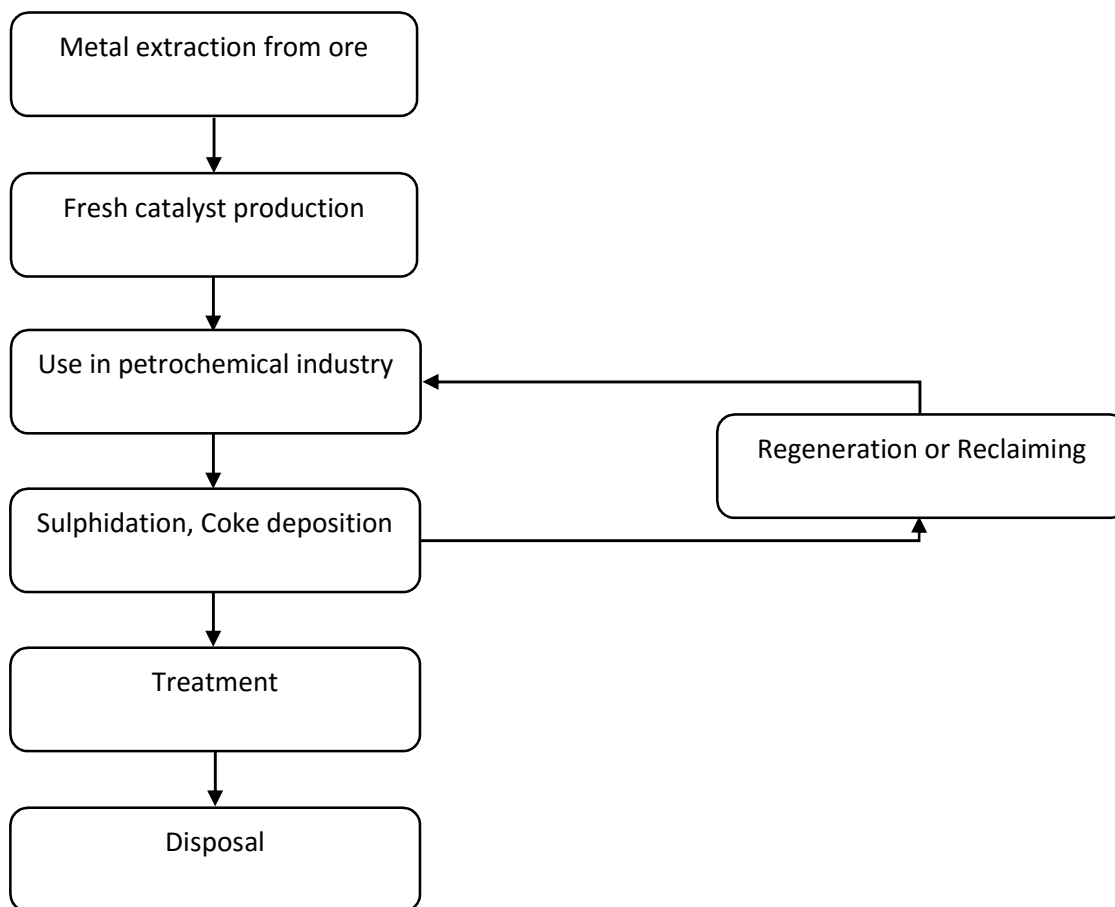 Metal extraction from ore
Fresh catalyst production
Use in petrochemical industry
Regeneration or Reclaiming
Sulphidation, Coke deposition
Treatment
Disposal